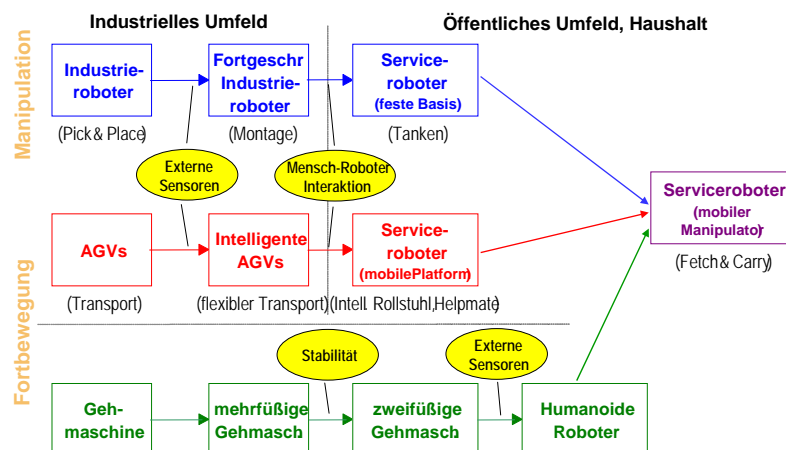 Industrielles Umfeld
Öffentliches Umfeld, Haushalt
Manipulation
Industrie-
roboter
(Pick & Place)
Fortgeschr
Industrie-
roboter
(Montage)
Service-
roboter
(feste Basis)
(Tanken)
Externe
Sensoren
Mensch-Roboter
Interaktion
Serviceroboter
(mobiler
Manipulator)
(Fetch & Carry)
Fortbewegung
AGVs
(Transport)
Intelligente
AGVs
(flexibler Transport)
Service-
roboter
(mobilePlatform)
(Intell. Rollstuhl,Helpmate)
Stabilität
Externe
Sensoren
Geh-
maschine
mehrfüßige
Gehmasch.
zweifüßige
Gehmasch.
Humanoide
Roboter